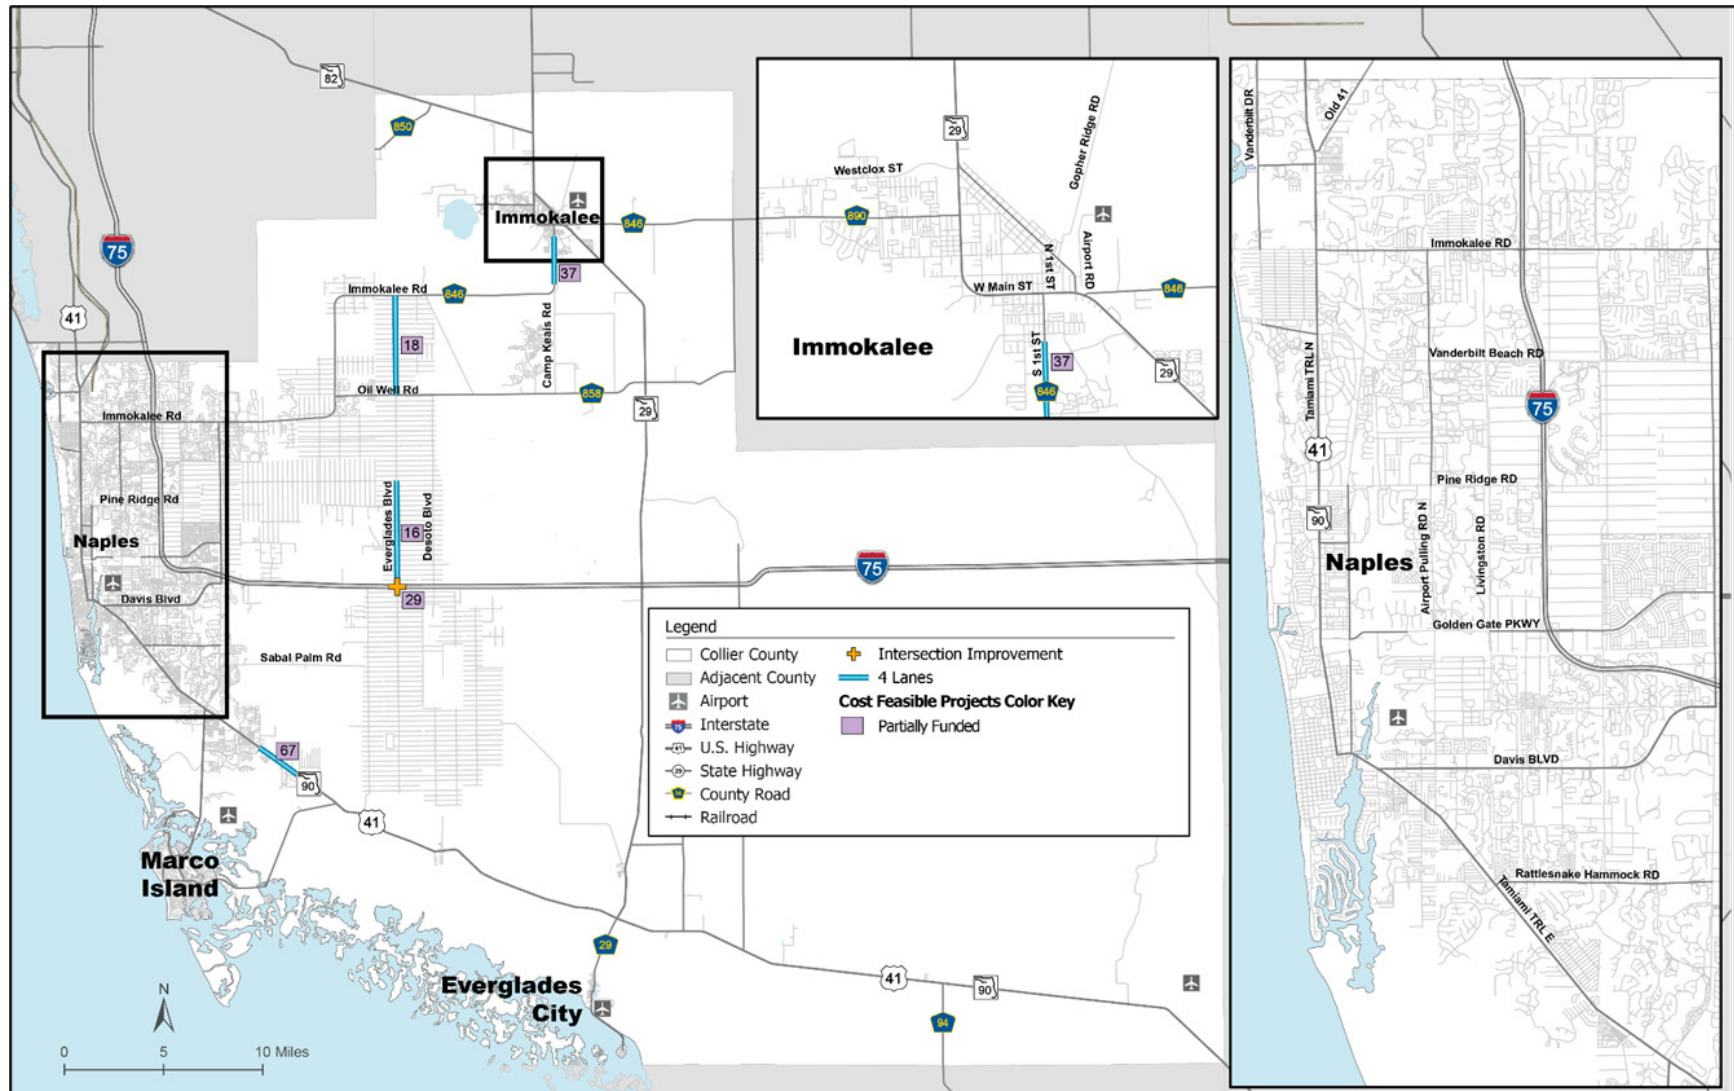 82
850
Immokalee
846
75
37
Immokalee Rd
846
41
18
Camp Keais Rd
Oil Well Rd
858
29
Immokalee Rd
Pine Ridge Rd
Everglades Blvd
Desoto Blvd
16
Naples
75
29
Davis Blvd
Sabal Palm Rd
67
90
41
Marco
Island
29
Everglades
City
41
90
94
N
0 5 10 Miles
Legend
Collier County
Adjacent County
Airport
75
Interstate
41
U.S. Highway
29
State Highway
County Road
Railroad
Intersection Improvement
4 Lanes
Cost Feasible Projects Color Key
Partially Funded
29
Gopher Ridge RD
Westclox ST
890
N 1st ST
Airport RD
W Main ST
846
Immokalee
S 1st ST
37
846
29
Vanderbilt DR
Old 41
Immokalee RD
Tamiami TRL N
Vanderbilt Beach RD
75
41
Pine Ridge RD
90
Airport Pulling RD N
Livingston RD
Naples
Golden Gate PKWY
Davis BLVD
Rattlesnake Hammock RD
Tamiami TRL E